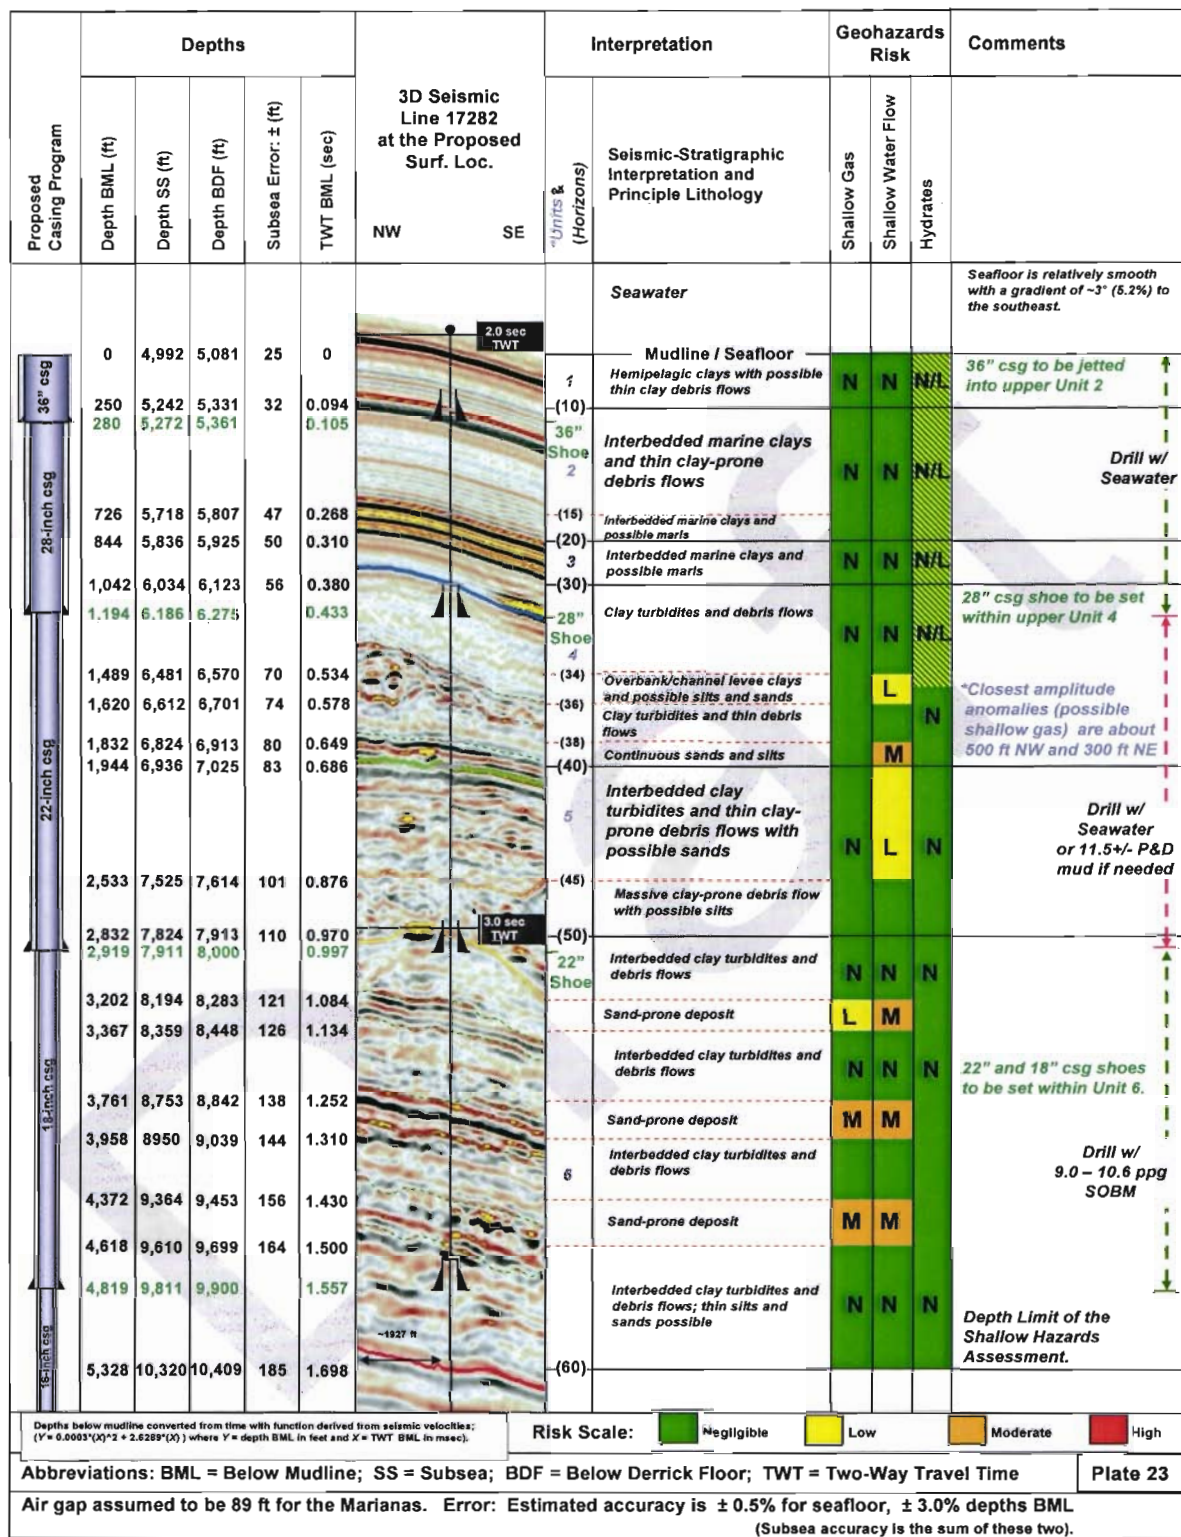 Depths
Interpretation
Geohazards
Risk
Comments
Proposed
Casing Program
Depth BML (ft)
Depth SS (ft)
Depth BDF (ft)
Subsea Error: ± (ft)
TWT BML (sec)
3D Seismic
Line 17282
at the Proposed
Surf. Loc.
NW SE
*Units &
(Horizons)
Seismic-Stratigraphic
Interpretation and
Principle Lithology
Shallow Gas
Shallow Water Flow
Hydrates
Seawater
Seafloor is relatively smooth
with a gradient of ~3° (5.2%) to
the southeast.
2.0 sec
TWT
0 4,992 5,081 25 0
Mudline / Seafloor
36" csg
1
Hemipelagic clays with possible
thin clay debris flows
N N N/L
36" csg to be jetted
into upper Unit 2
250 5,242 5,331 32 0.094
(10)
280 5,272 5,361 0.105
36"
Shoe
2
Interbedded marine clays
and thin clay-prone
debris flows
N N N/L
Drill w/
Seawater
28-inch csg
726 5,718 5,807 47 0.268
(15)
Interbedded marine clays and
possible marls
844 5,836 5,925 50 0.310
(20)
3
Interbedded marine clays and
possible marls
N N N/L
1,042 6,034 6,123 56 0.380
(30)
1.194 6.186 6.275 0.433
28"
Shoe
4
Clay turbidites and debris flows
N N N/L
28" csg shoe to be set
within upper Unit 4
1,489 6,481 6,570 70 0.534
(34)
Overbank/channel levee clays
and possible silts and sands
L
1,620 6,612 6,701 74 0.578
(36)
Clay turbidites and thin debris
flows
N
*Closest amplitude
anomalies (possible
shallow gas) are about
500 ft NW and 300 ft NE
22-inch csg
1,832 6,824 6,913 80 0.649
(38)
Continuous sands and silts
M
1,944 6,936 7,025 83 0.686
(40)
5
Interbedded clay
turbidites and thin clay-
prone debris flows with
possible sands
N L N
Drill w/
Seawater
or 11.5+/- P&D
mud if needed
2,533 7,525 7,614 101 0.876
(45)
Massive clay-prone debris flow
with possible silts
3.0 sec
TWT
2,832 7,824 7,913 110 0.970
(50)
2,919 7,911 8,000 0.997
22"
Shoe
Interbedded clay turbidites and
debris flows
N N N
3,202 8,194 8,283 121 1.084
Sand-prone deposit
L M
3,367 8,359 8,448 126 1.134
Interbedded clay turbidites and
debris flows
N N N
22" and 18" csg shoes
to be set within Unit 6.
18-inch csg
3,761 8,753 8,842 138 1.252
Sand-prone deposit
M M
3,958 8950 9,039 144 1.310
6
Interbedded clay turbidites and
debris flows
Drill w/
9.0 – 10.6 ppg
SOBM
4,372 9,364 9,453 156 1.430
Sand-prone deposit
M M
4,618 9,610 9,699 164 1.500
4,819 9,811 9,900 1.557
Interbedded clay turbidites and
debris flows; thin silts and
sands possible
N N N
Depth Limit of the
Shallow Hazards
Assessment.
~1927 ft
16-inch csg
5,328 10,320 10,409 185 1.698
(60)
Depths below mudline converted from time with function derived from seismic velocities;
(Y = 0.0003*(X)^2 + 2.6289*(X) ) where Y = depth BML in feet and X = TWT BML in msec).
Risk Scale: Negligible Low Moderate High
Abbreviations: BML = Below Mudline; SS = Subsea; BDF = Below Derrick Floor; TWT = Two-Way Travel Time
Plate 23
Air gap assumed to be 89 ft for the Marianas. Error: Estimated accuracy is ± 0.5% for seafloor, ± 3.0% depths BML
(Subsea accuracy is the sum of these two).
Draft